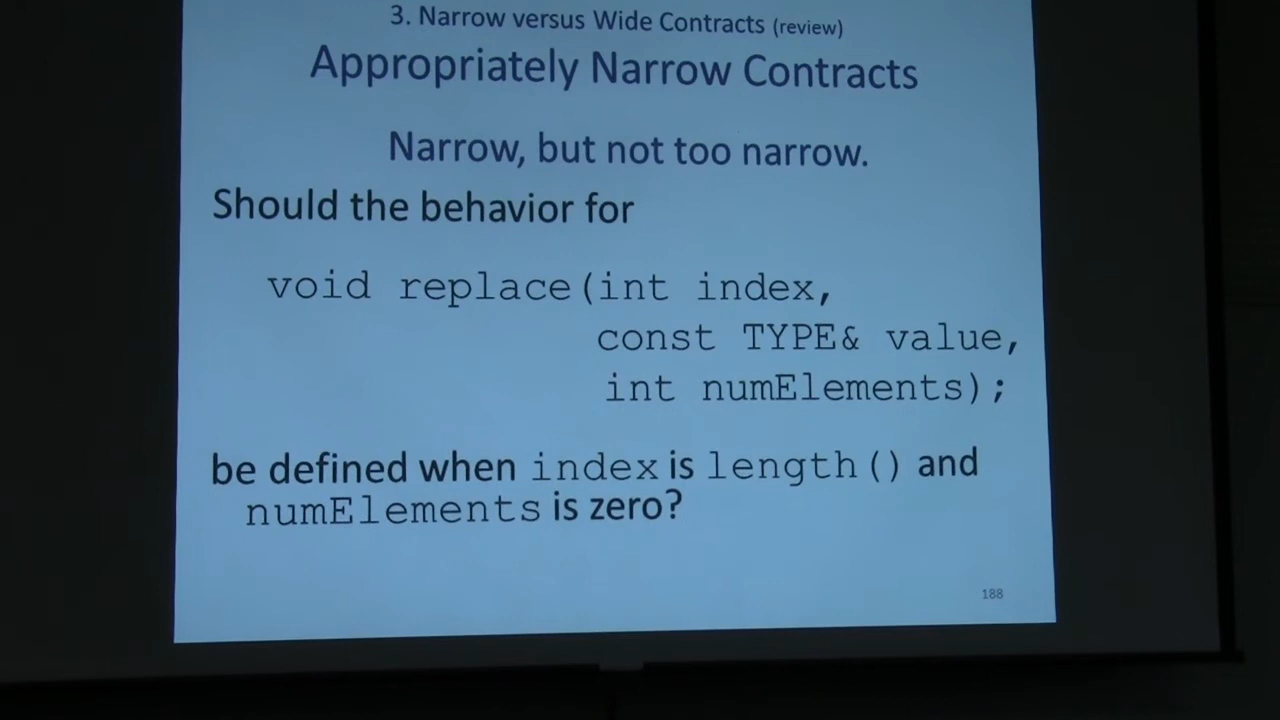 3. Narrow versus Wide Contracts (review)
Appropriately Narrow Contracts
Narrow, but not too narrow.
Should the behavior for
void replace(int index,
const TYPE& value,
int numElements);
be defined when index is length() and
numElements is zero?
188